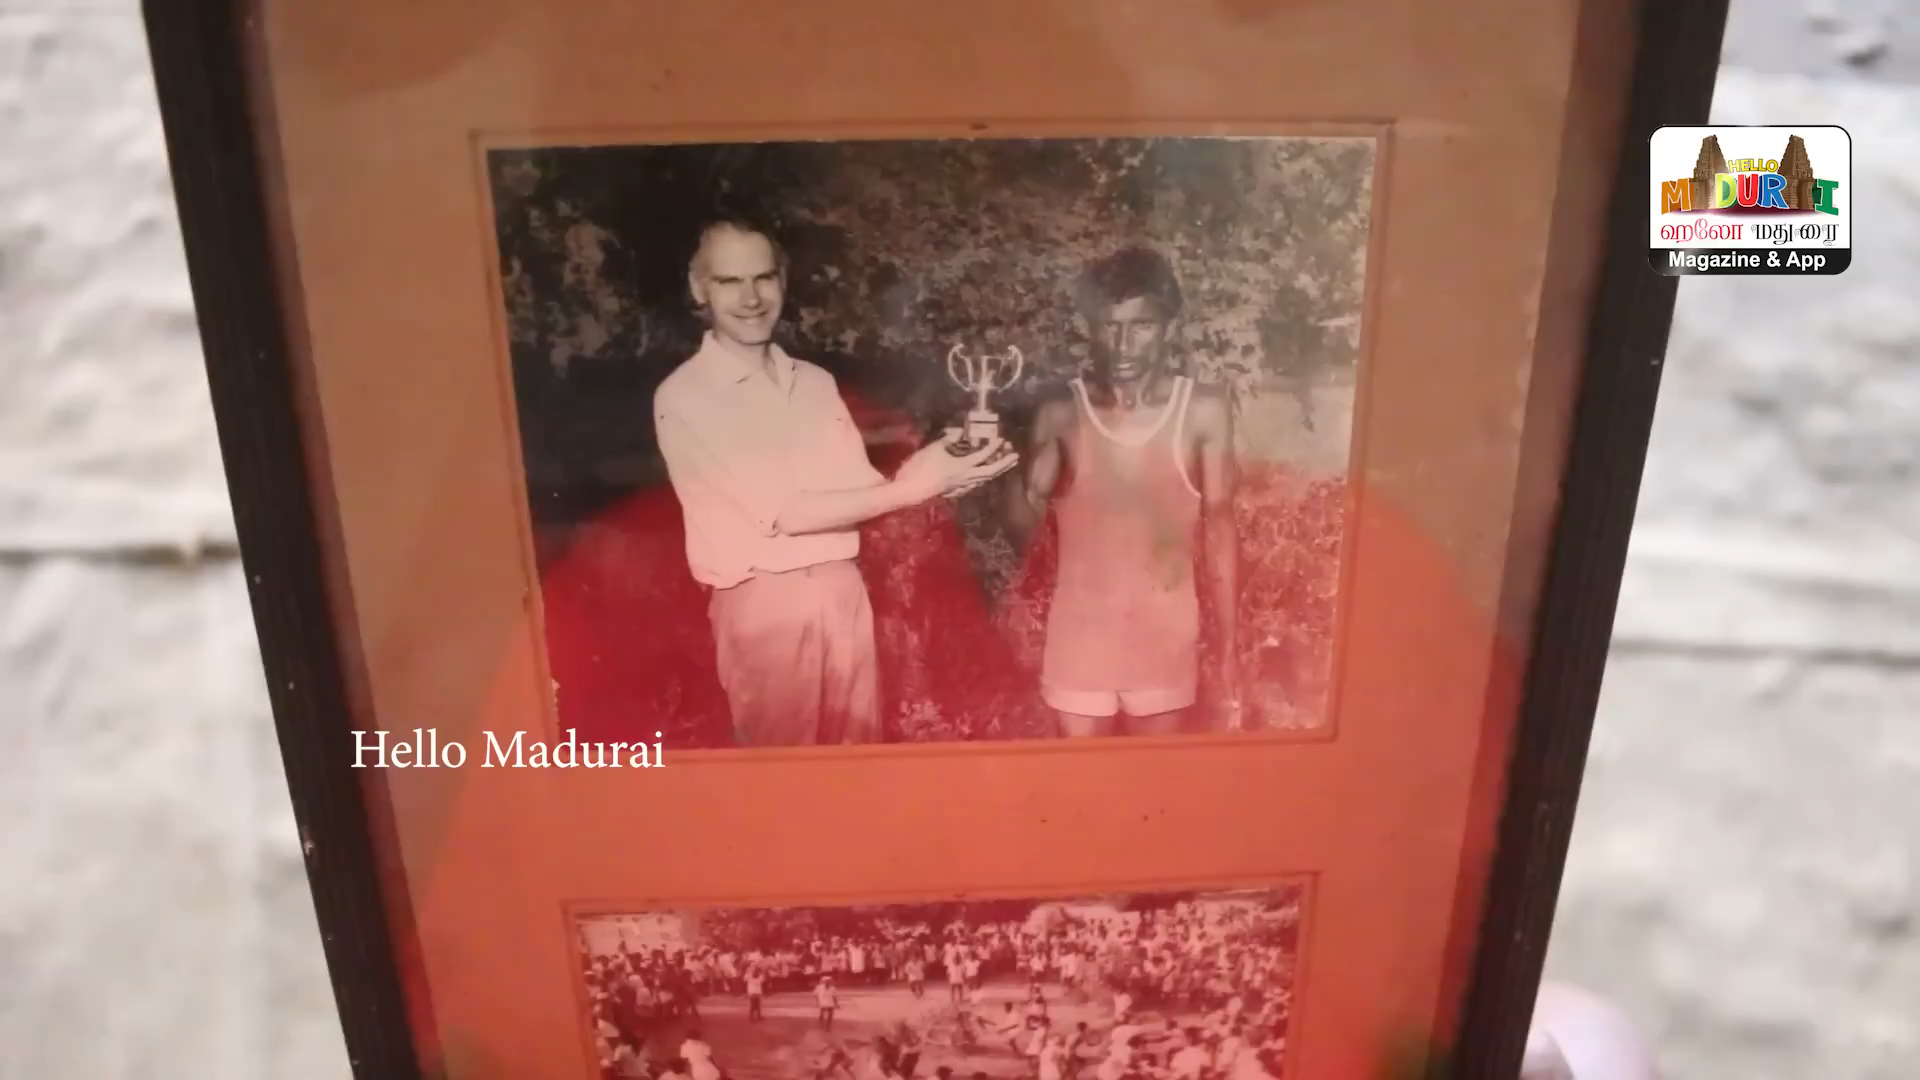 HELLO
MADURAI
ஹலோ மதுரை
Magazine & App
Hello Madurai